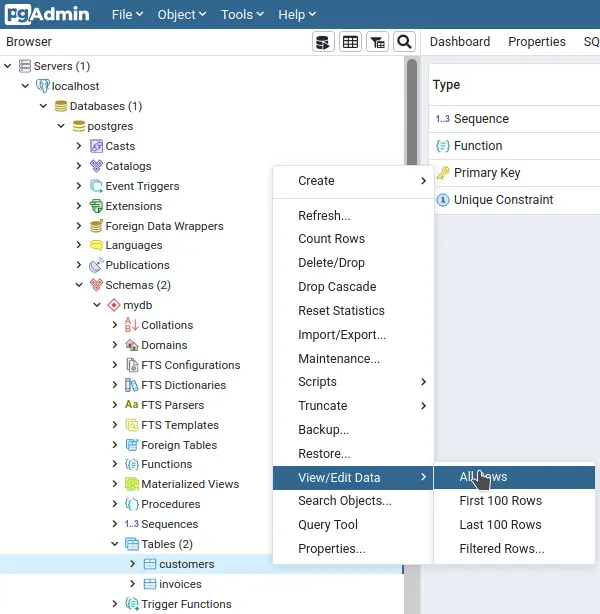 pgAdmin File Object Tools Help
Browser
Dashboard Properties SQ
Servers (1)
localhost
Databases (1)
postgres
Casts
Catalogs
Event Triggers
Extensions
Foreign Data Wrappers
Languages
Publications
Schemas (2)
mydb
Collations
Domains
FTS Configurations
FTS Dictionaries
FTS Parsers
FTS Templates
Foreign Tables
Functions
Materialized Views
Procedures
1..3 Sequences
Tables (2)
customers
invoices
Trigger Functions
Create
Refresh...
Count Rows
Delete/Drop
Drop Cascade
Reset Statistics
Import/Export...
Maintenance...
Scripts
Truncate
Backup...
Restore...
View/Edit Data
Search Objects...
Query Tool
Properties...
All Rows
First 100 Rows
Last 100 Rows
Filtered Rows...
Type
1..3 Sequence
Function
Primary Key
Unique Constraint